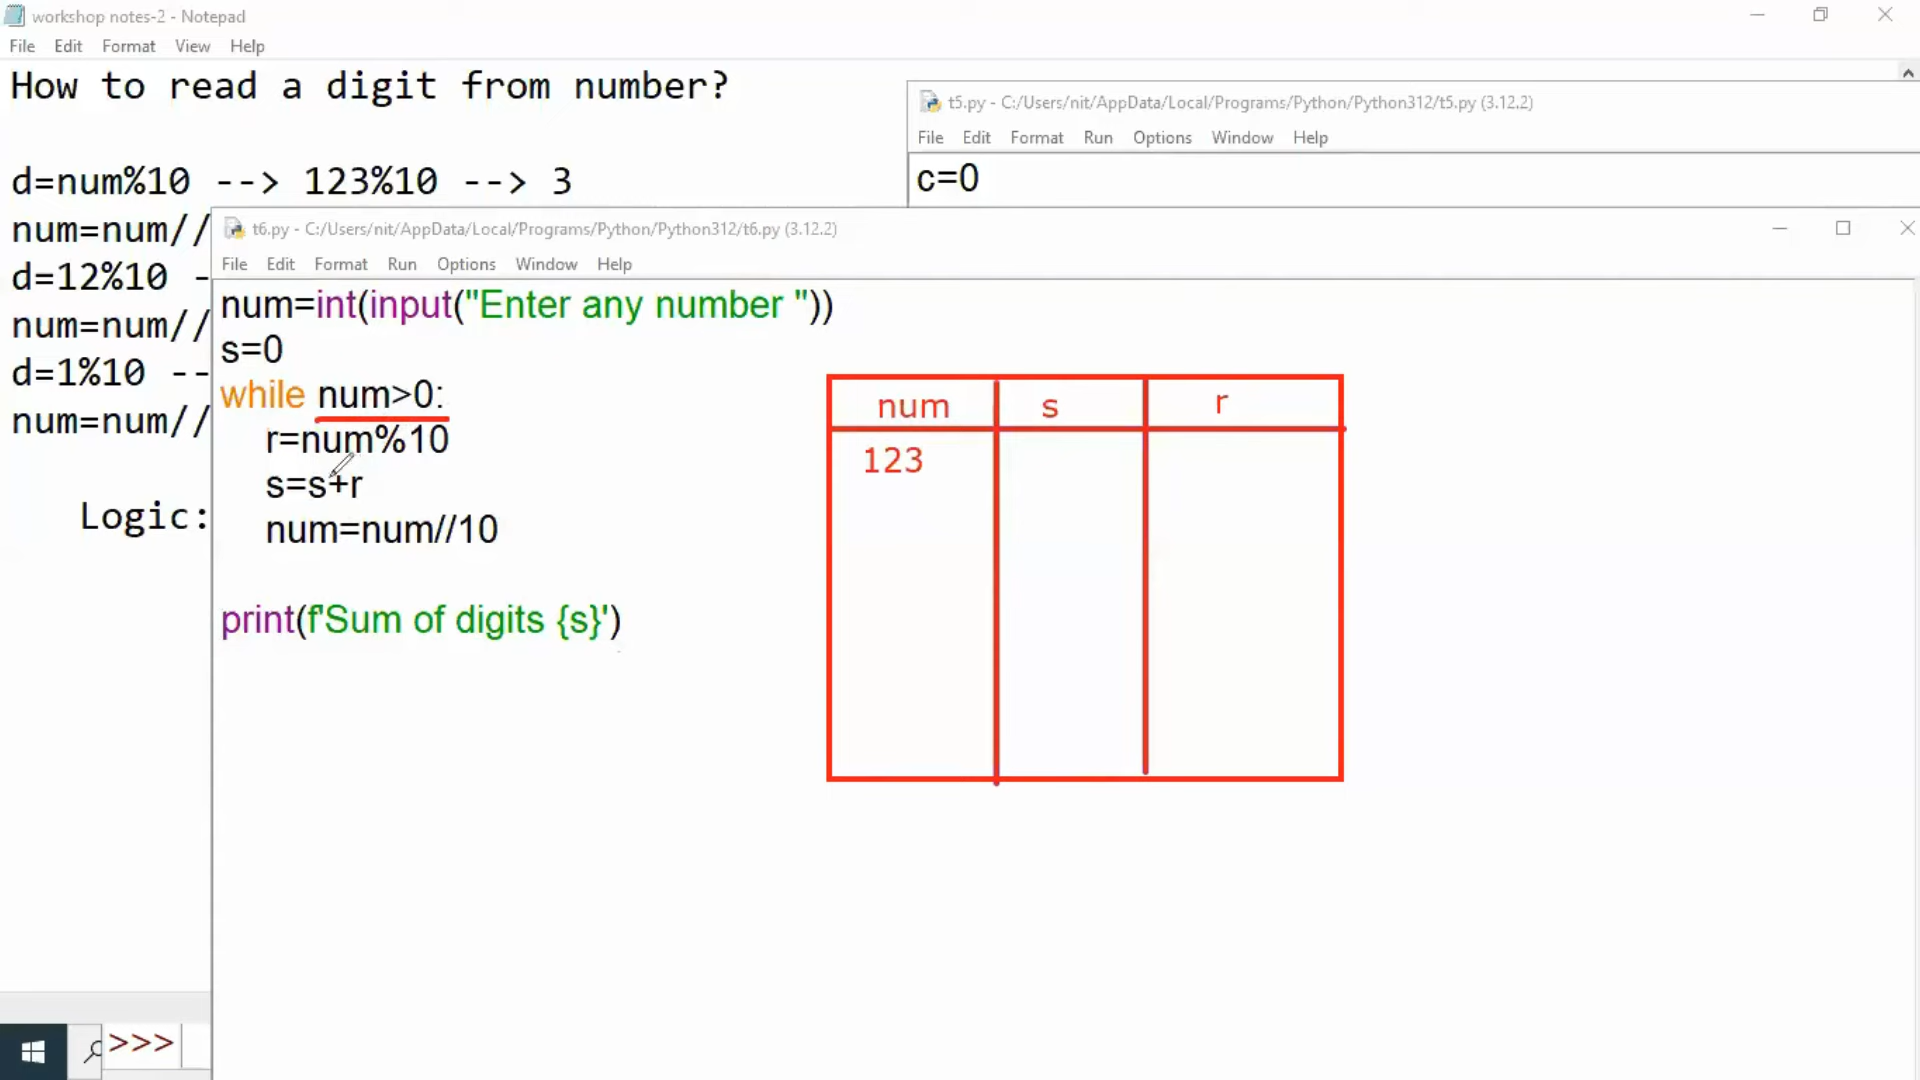 workshop notes-2 - Notepad
File Edit Format View Help
How to read a digit from number?
d=num%10 --> 123%10 --> 3
num=num//
d=12%10 -
num=num//
d=1%10 --
num=num//
Logic:
t5.py - C:/Users/nit/AppData/Local/Programs/Python/Python312/t5.py (3.12.2)
File Edit Format Run Options Window Help
c=0
t6.py - C:/Users/nit/AppData/Local/Programs/Python/Python312/t6.py (3.12.2)
File Edit Format Run Options Window Help
num=int(input("Enter any number "))
s=0
while num>0:
r=num%10
s=s+r
num=num//10
print(f'Sum of digits {s}')
num s r
123
>>>